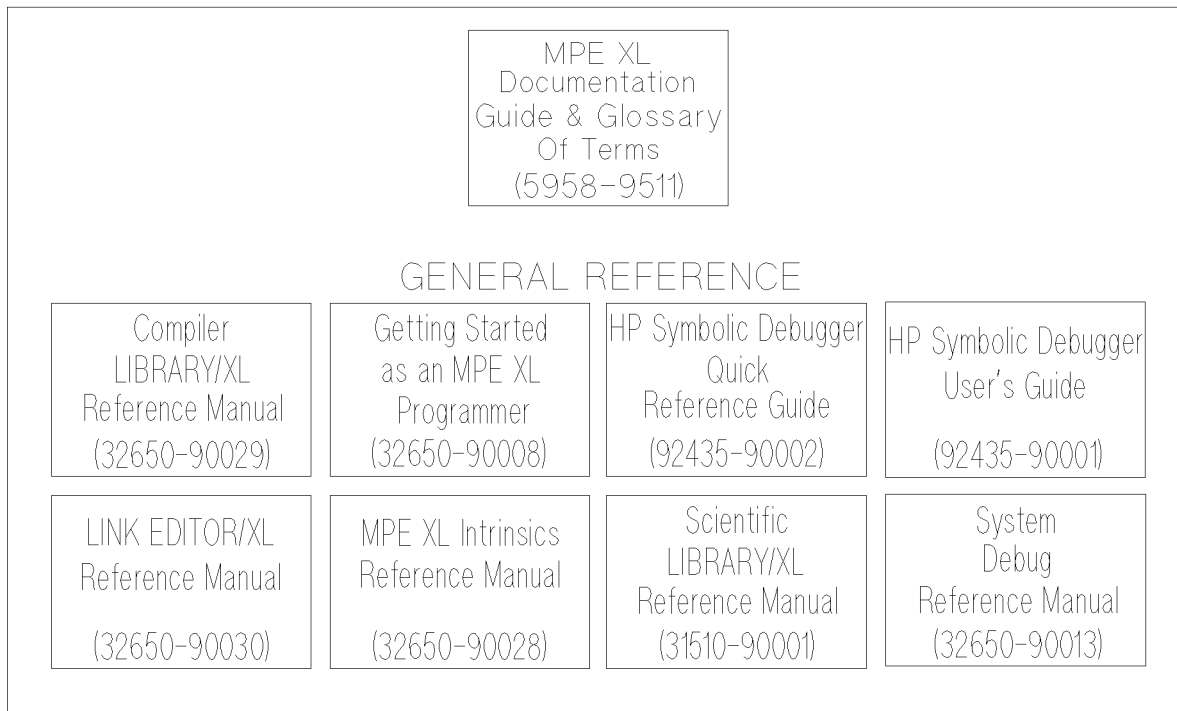 MPE XL
Documentation
Guide & Glossary
Of Terms
(5958-9511)
GENERAL REFERENCE
Compiler
LIBRARY/XL
Reference Manual
(32650-90029)
Getting Started
as an MPE XL
Programmer
(32650-90008)
HP Symbolic Debugger
Quick
Reference Guide
(92435-90002)
HP Symbolic Debugger
User's Guide
(92435-90001)
LINK EDITOR/XL
Reference Manual
(32650-90030)
MPE XL Intrinsics
Reference Manual
(32650-90028)
Scientific
LIBRARY/XL
Reference Manual
(31510-90001)
System
Debug
Reference Manual
(32650-90013)